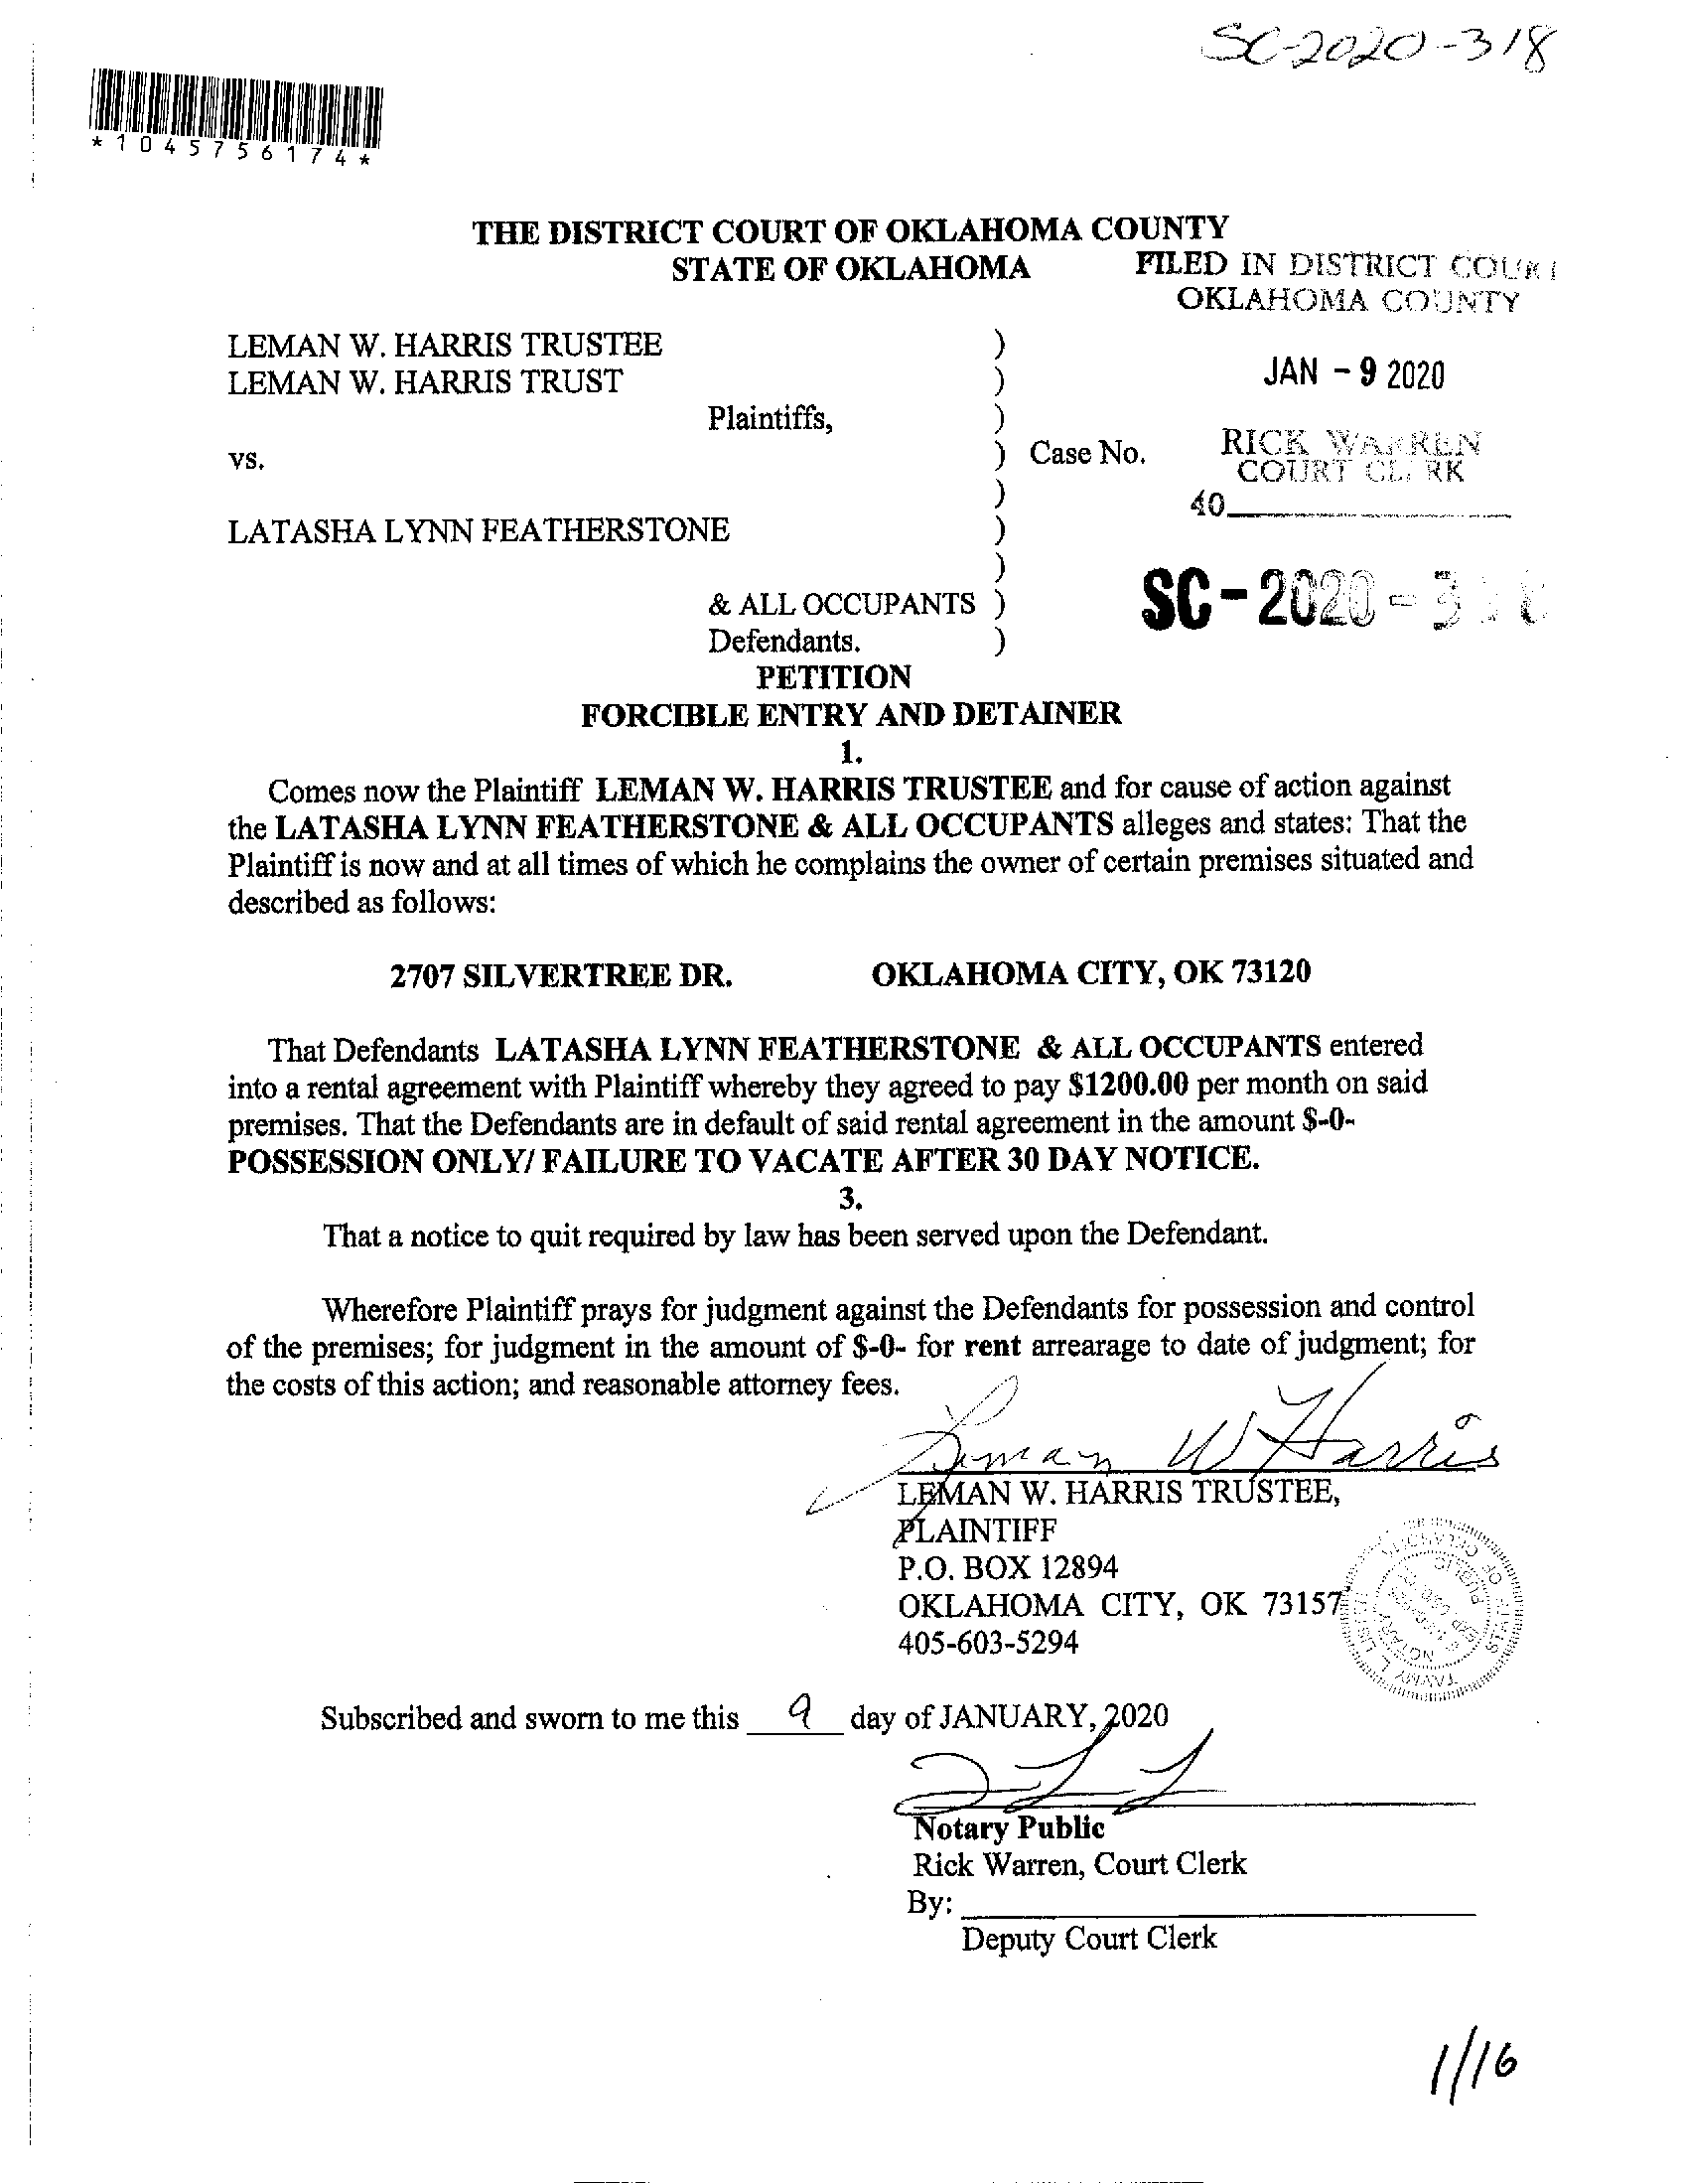 SC-2020-318
*1045756174*
THE DISTRICT COURT OF OKLAHOMA COUNTY
STATE OF OKLAHOMA
FILED IN DISTRICT COURT
OKLAHOMA COUNTY
LEMAN W. HARRIS TRUSTEE )
LEMAN W. HARRIS TRUST )
JAN - 9 2020
Plaintiffs, )
vs. ) Case No.
RICK WARREN
COURT CLERK
)
40
LATASHA LYNN FEATHERSTONE )
)
& ALL OCCUPANTS )
SC-2020-318
Defendants. )
PETITION
FORCIBLE ENTRY AND DETAINER
1.
Comes now the Plaintiff LEMAN W. HARRIS TRUSTEE and for cause of action against
the LATASHA LYNN FEATHERSTONE & ALL OCCUPANTS alleges and states: That the
Plaintiff is now and at all times of which he complains the owner of certain premises situated and
described as follows:
2707 SILVERTREE DR. OKLAHOMA CITY, OK 73120
That Defendants LATASHA LYNN FEATHERSTONE & ALL OCCUPANTS entered
into a rental agreement with Plaintiff whereby they agreed to pay $1200.00 per month on said
premises. That the Defendants are in default of said rental agreement in the amount $-0-
POSSESSION ONLY/ FAILURE TO VACATE AFTER 30 DAY NOTICE.
3.
That a notice to quit required by law has been served upon the Defendant.
Wherefore Plaintiff prays for judgment against the Defendants for possession and control
of the premises; for judgment in the amount of $-0- for rent arrearage to date of judgment; for
the costs of this action; and reasonable attorney fees.
Leman W Harris
LEMAN W. HARRIS TRUSTEE,
PLAINTIFF
P.O. BOX 12894
OKLAHOMA CITY, OK 73157
405-603-5294
Subscribed and sworn to me this 9 day of JANUARY, 2020
Notary Public
Rick Warren, Court Clerk
By:
Deputy Court Clerk
1/16